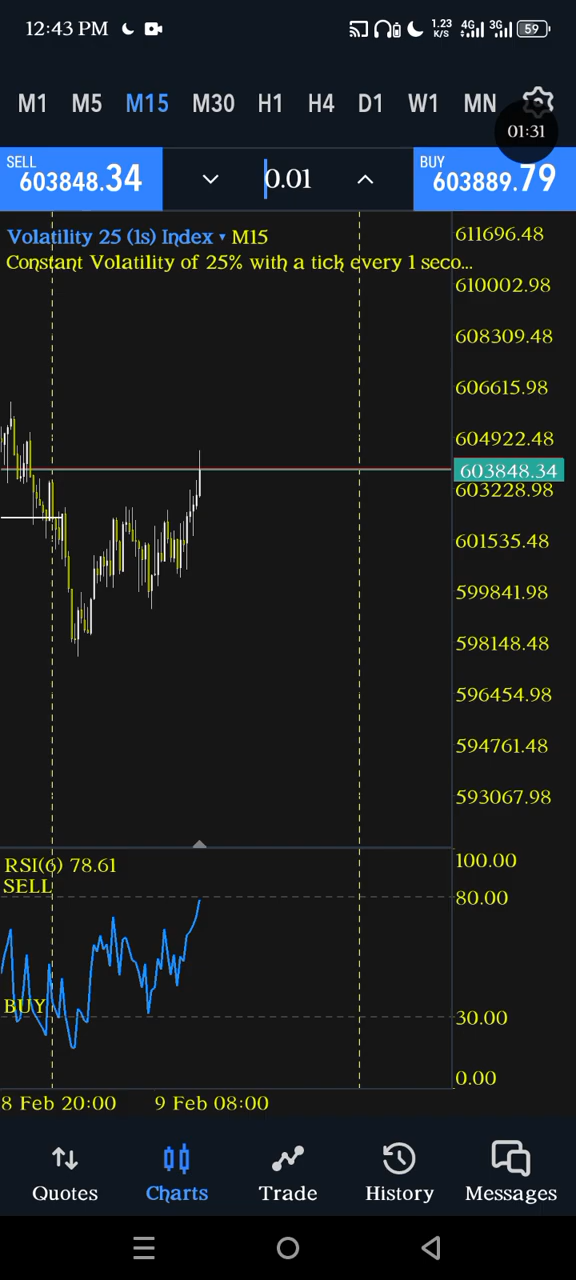 12:43 PM 1.23 K/S 4G 3G 59
M1 M5 M15 M30 H1 H4 D1 W1 MN
01:31
SELL 603848.34 0.01 BUY 603889.79
Volatility 25 (1s) Index ▾ M15
Constant Volatility of 25% with a tick every 1 seco...
611696.48
610002.98
608309.48
606615.98
604922.48
603848.34
603228.98
601535.48
599841.98
598148.48
596454.98
594761.48
593067.98
RSI(6) 78.61
100.00
SELL
80.00
BUY
30.00
0.00
8 Feb 20:00 9 Feb 08:00
Quotes Charts Trade History Messages